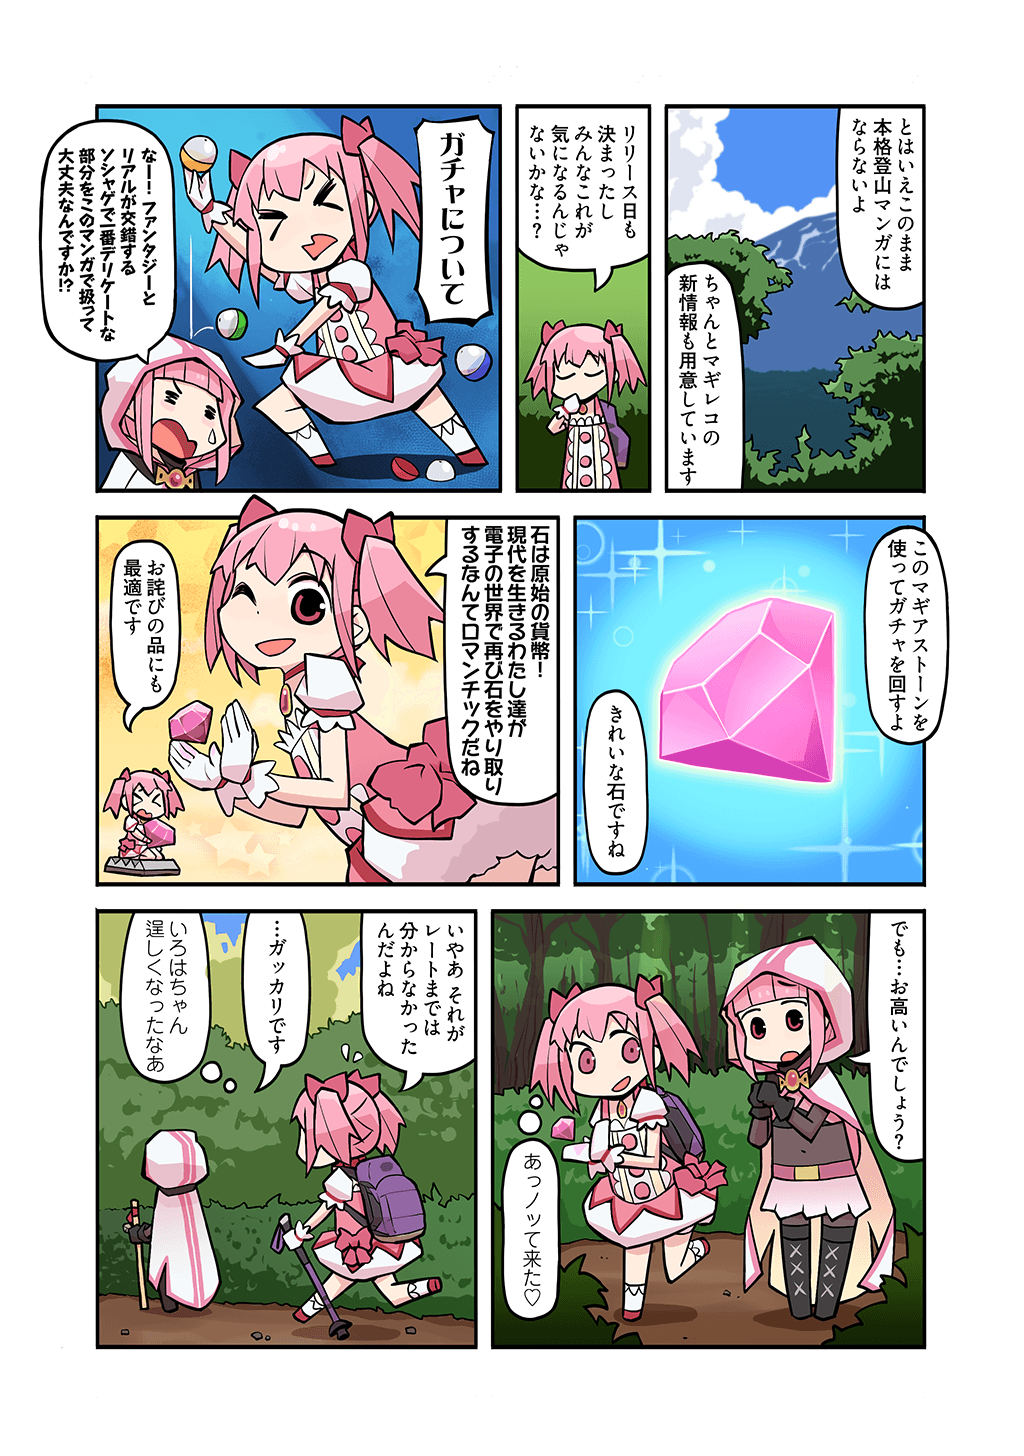 とはいえこのまま
本格登山マンガには
ならないよ
ちゃんとマギレコの
新情報も用意しています
リリース日も
決まったし
みんなこれが
気になるんじゃ
ないかな…？
ガチャについて
なー！ファンタジーと
リアルが交錯する
ソシャゲで一番デリケートな
部分をこのマンガで扱って
大丈夫なんですか!?
このマギアストーンを
使ってガチャを回すよ
きれいな石ですね
石は原始の貨幣！
現代を生きるわたし達が
電子の世界で再び石をやり取り
するなんてロマンチックだね
お詫びの品にも
最適です
でも…お高いんでしょう？
あっノッて来た♡
いやあ それが
レートまでは
分からなかった
んだよね
…ガッカリです
いろはちゃん
逞しくなったなあ